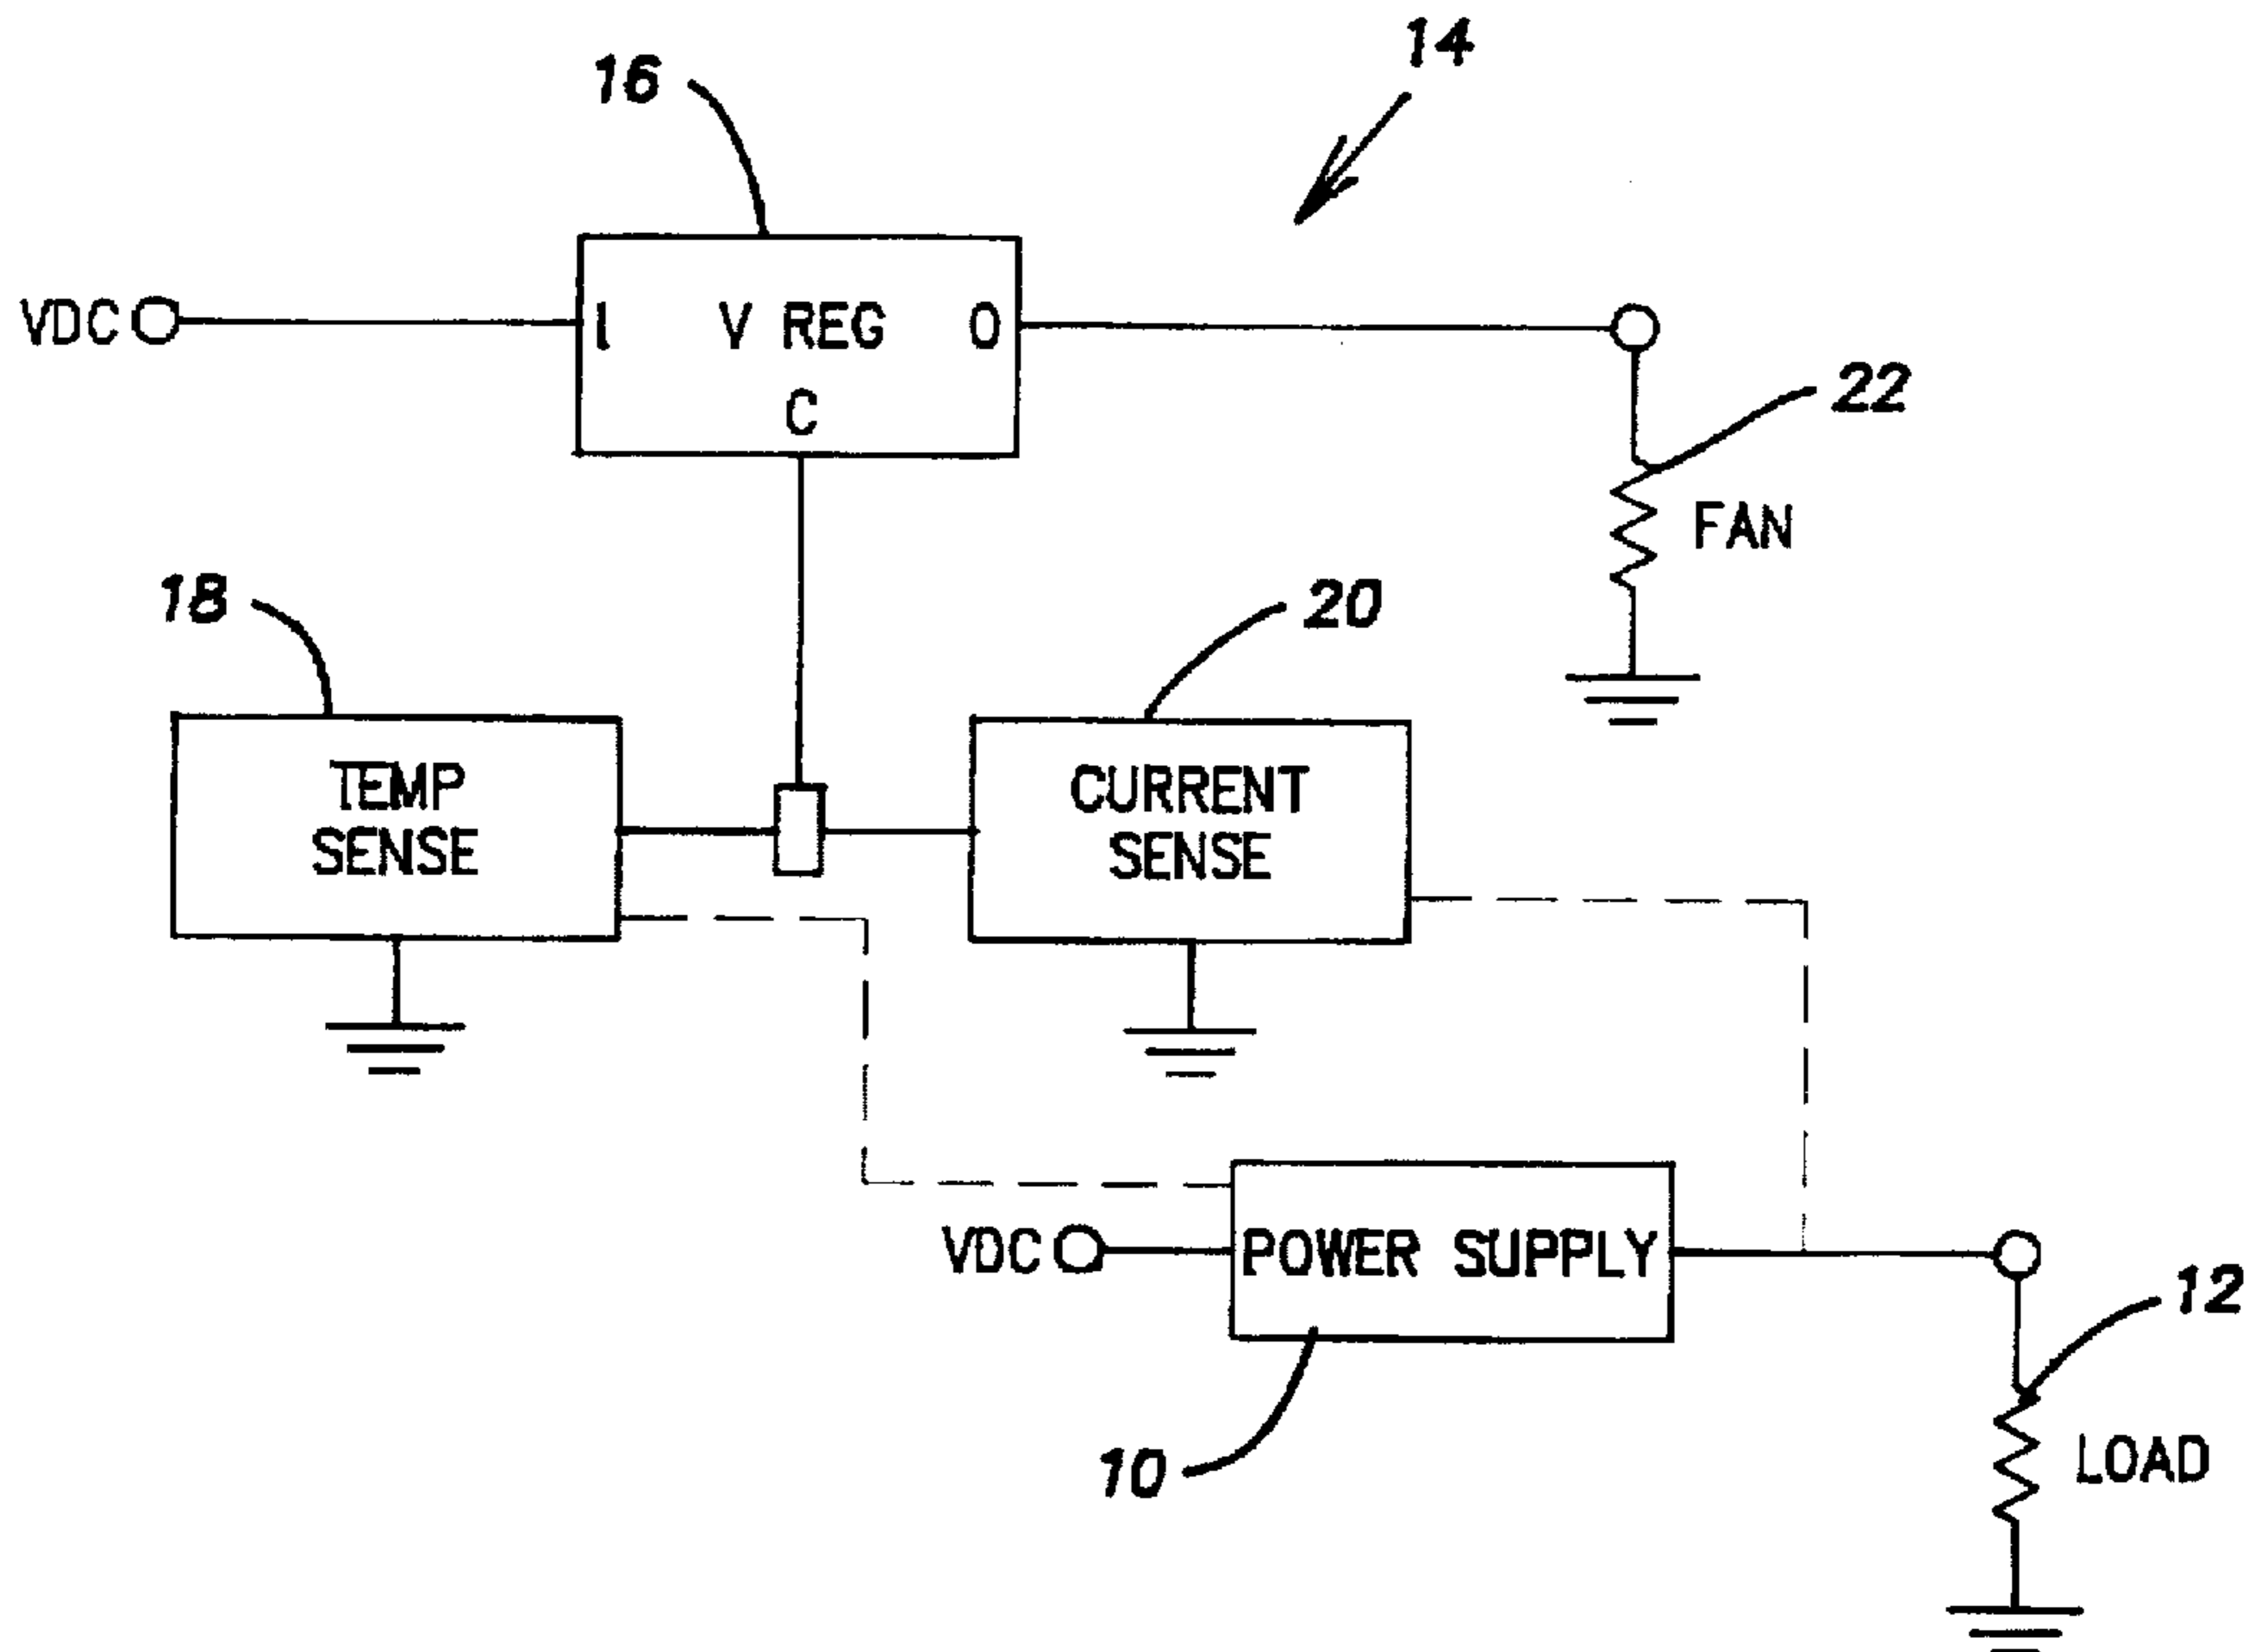 14
16
VDC
I V REG O
C
22
FAN
18
20
TEMP
SENSE
CURRENT
SENSE
VDC
POWER SUPPLY
12
10
LOAD